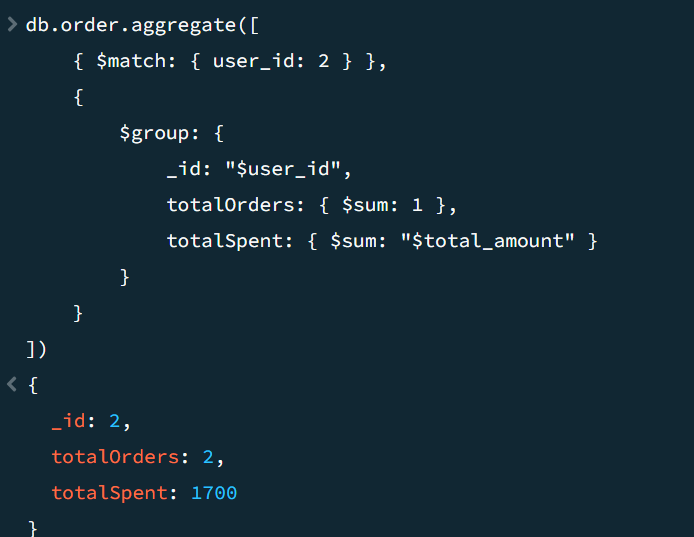 > db.order.aggregate([
{ $match: { user_id: 2 } },
{
$group: {
_id: "$user_id",
totalOrders: { $sum: 1 },
totalSpent: { $sum: "$total_amount" }
}
}
])
< {
_id: 2,
totalOrders: 2,
totalSpent: 1700
}